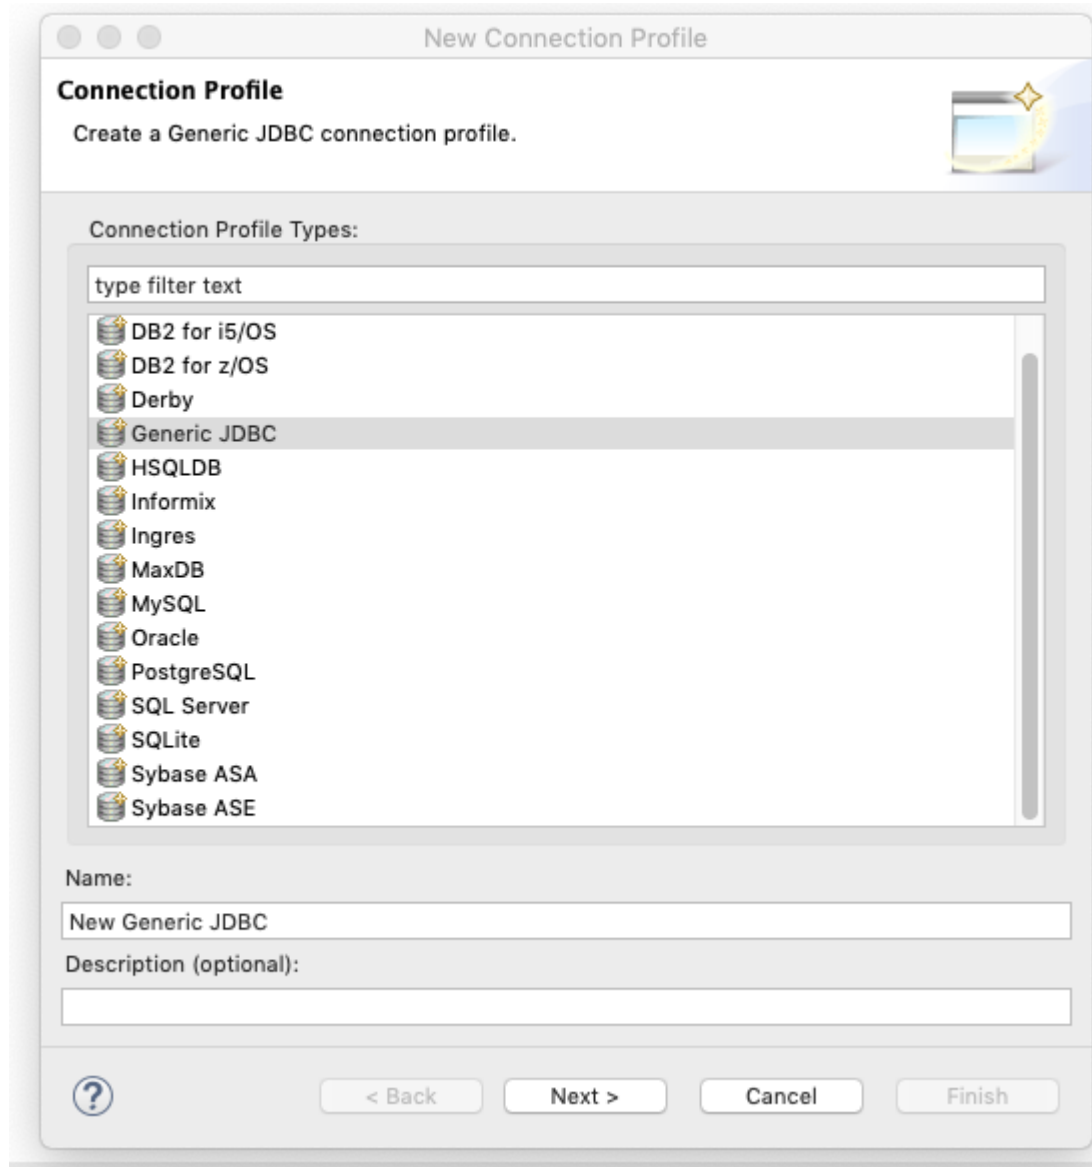 New Connection Profile
Connection Profile
Create a Generic JDBC connection profile.
Connection Profile Types:
type filter text
DB2 for i5/OS
DB2 for z/OS
Derby
Generic JDBC
HSQLDB
Informix
Ingres
MaxDB
MySQL
Oracle
PostgreSQL
SQL Server
SQLite
Sybase ASA
Sybase ASE
Name:
New Generic JDBC
Description (optional):
? < Back Next > Cancel Finish